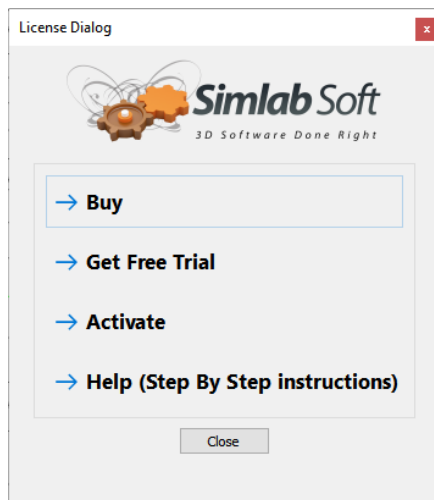 License Dialog
x
Simlab Soft
3D Software Done Right
Buy
Get Free Trial
Activate
Help (Step By Step instructions)
Close